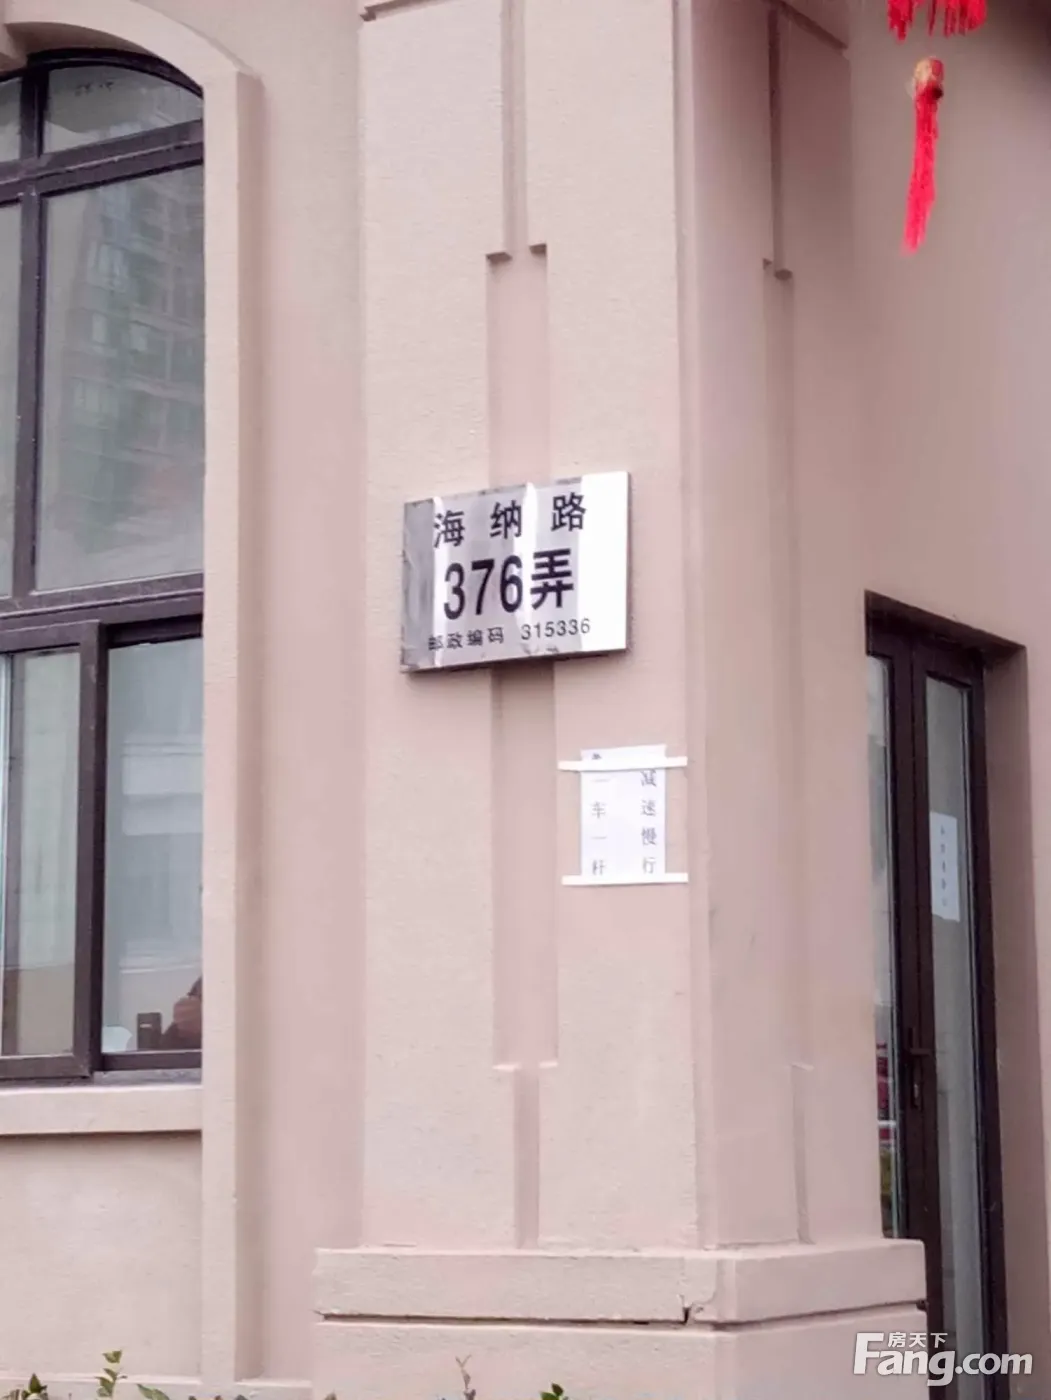 海纳路
376弄
邮政编码 315336
减速慢行
一车一杆
房天下
Fang.com